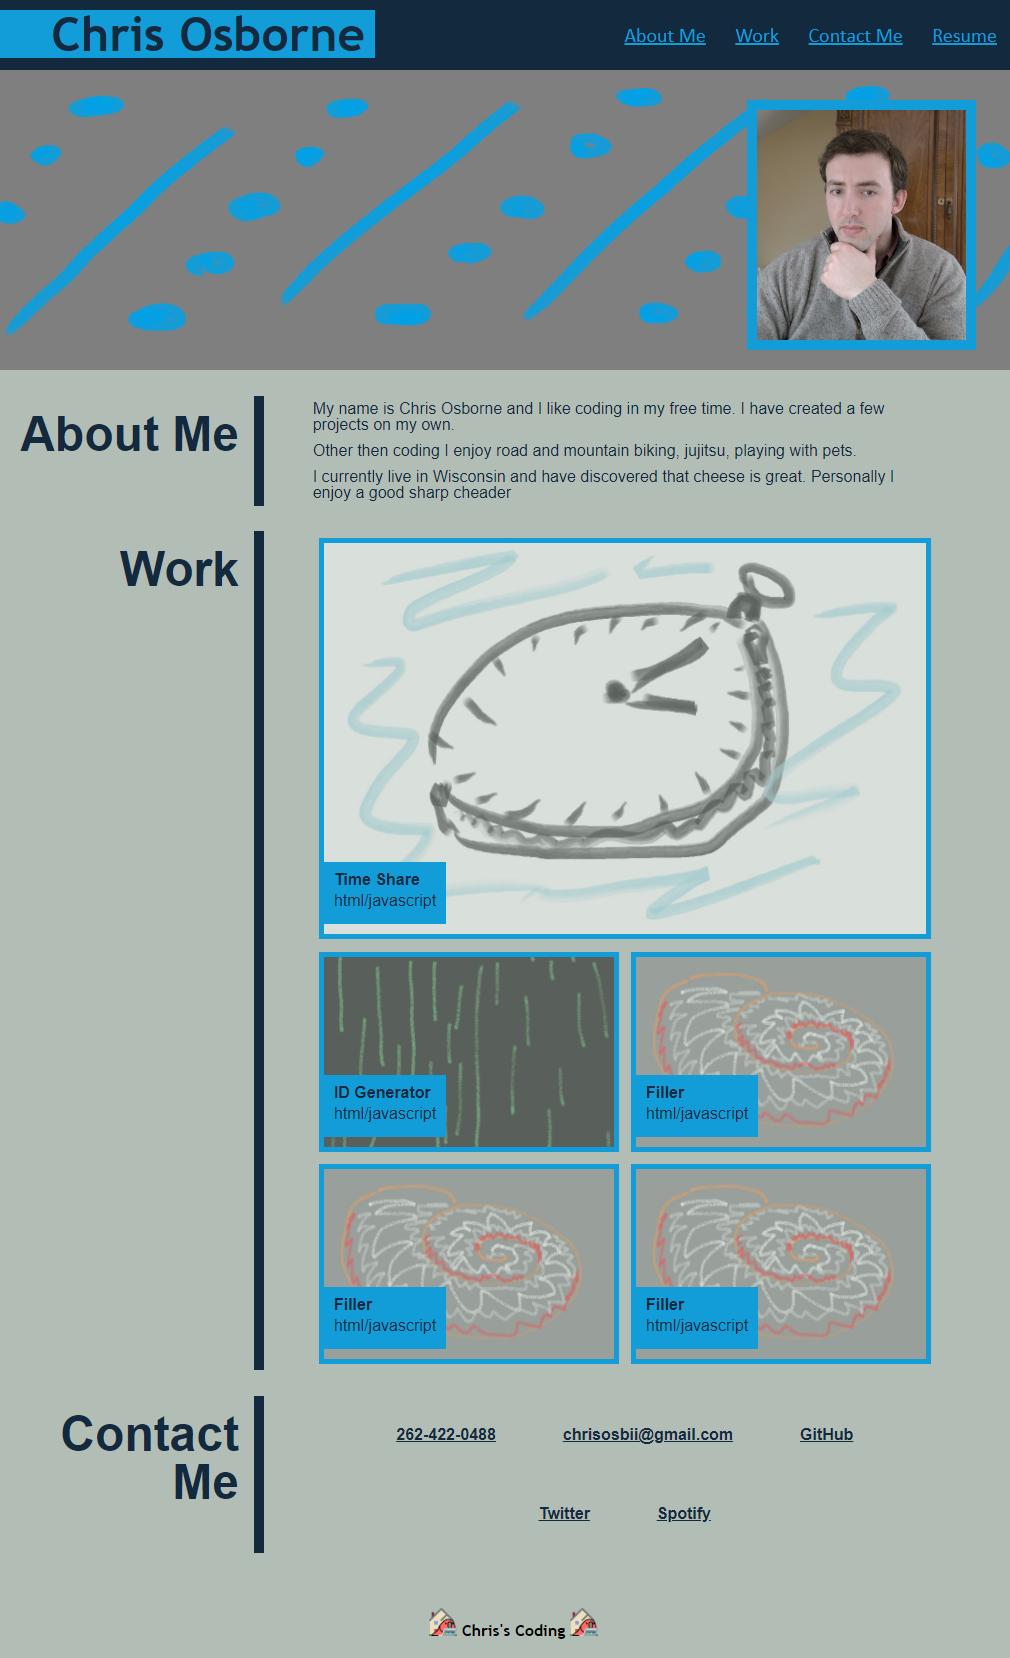 Chris Osborne
About Me Work Contact Me Resume
About Me
My name is Chris Osborne and I like coding in my free time. I have created a few
projects on my own.
Other then coding I enjoy road and mountain biking, jujitsu, playing with pets.
I currently live in Wisconsin and have discovered that cheese is great. Personally I
enjoy a good sharp cheader
Work
Time Share
html/javascript
ID Generator
html/javascript
Filler
html/javascript
Filler
html/javascript
Filler
html/javascript
Contact
Me
262-422-0488 chrisosbii@gmail.com GitHub
Twitter Spotify
Chris's Coding